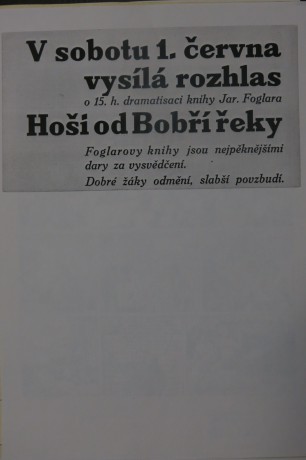 V sobotu 1. června
vysílá rozhlas
o 15. h. dramatisací knihy Jar. Foglara
Hoši od Bobří řeky
Foglarovy knihy jsou nejpěknějšími
dary za vysvědčení.
Dobré žáky odmění, slabší povzbudí.